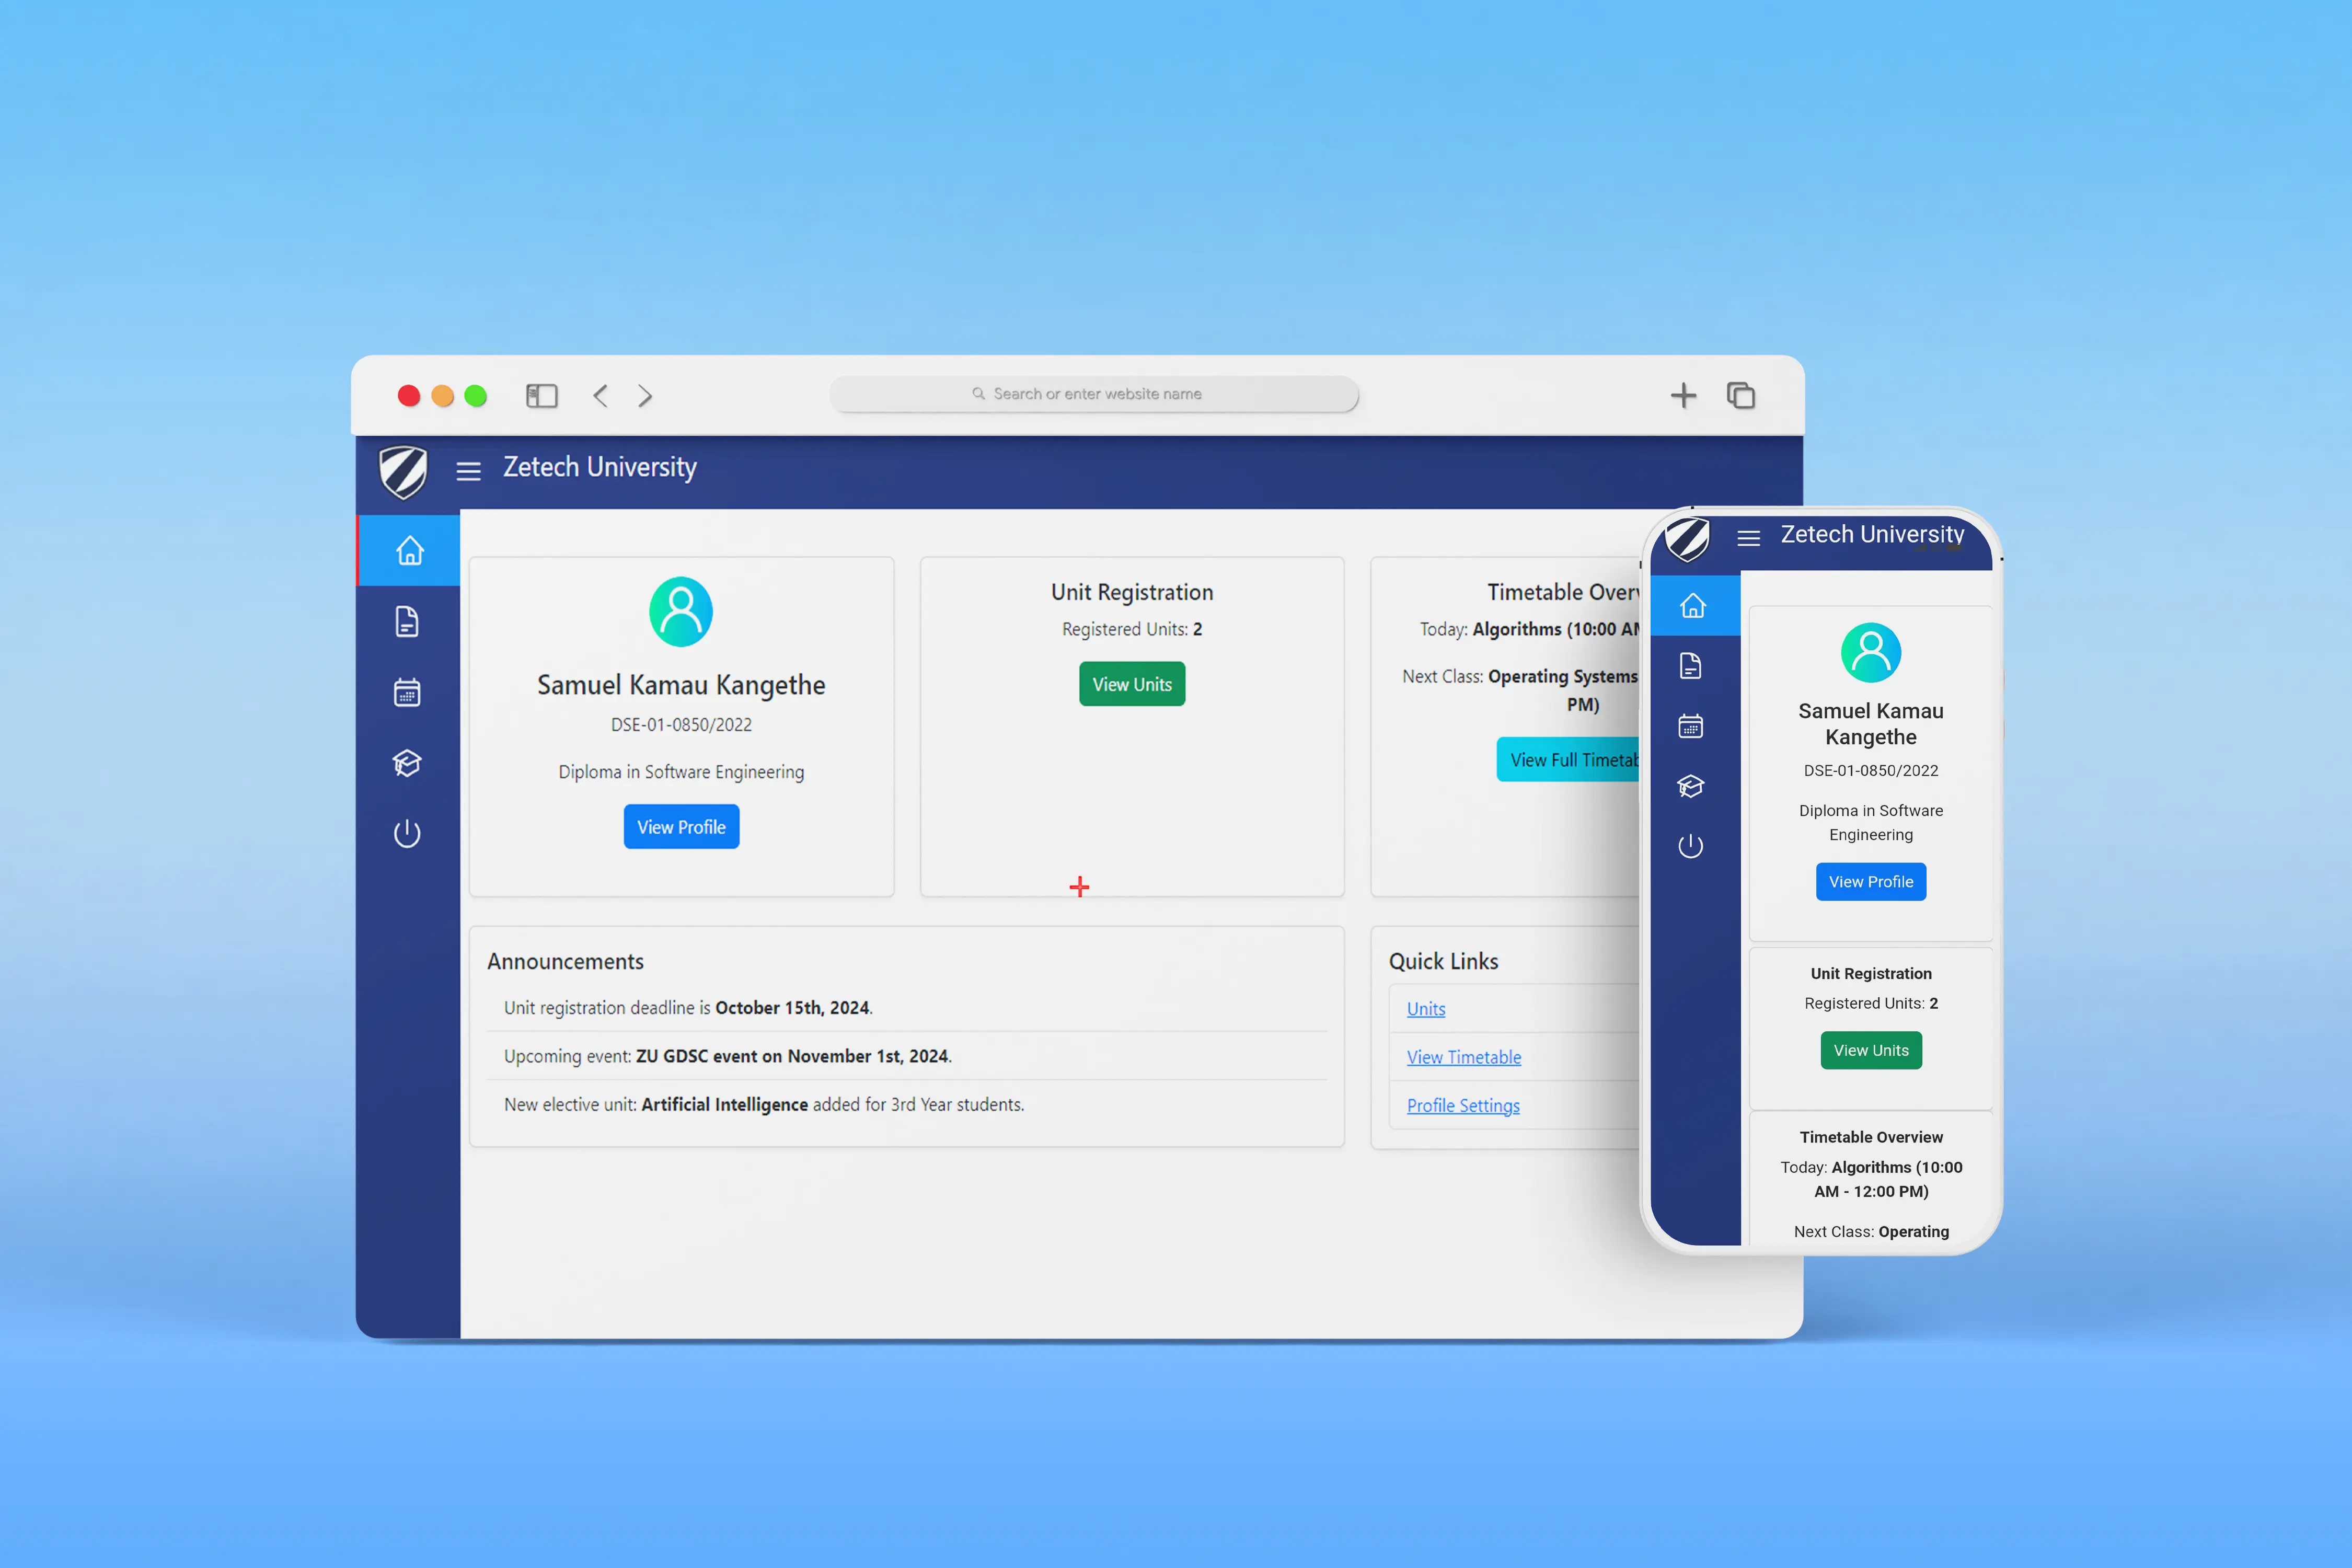 Search or enter website name
Zetech University
Samuel Kamau Kangethe
DSE-01-0850/2022
Diploma in Software Engineering
View Profile
Unit Registration
Registered Units: 2
View Units
Timetable Over
Today: Algorithms (10:00 AM
Next Class: Operating Systems
PM)
View Full Timetab
Announcements
Unit registration deadline is October 15th, 2024.
Upcoming event: ZU GDSC event on November 1st, 2024.
New elective unit: Artificial Intelligence added for 3rd Year students.
Quick Links
Units
View Timetable
Profile Settings
Zetech University
Samuel Kamau
Kangethe
DSE-01-0850/2022
Diploma in Software
Engineering
View Profile
Unit Registration
Registered Units: 2
View Units
Timetable Overview
Today: Algorithms (10:00
AM - 12:00 PM)
Next Class: Operating